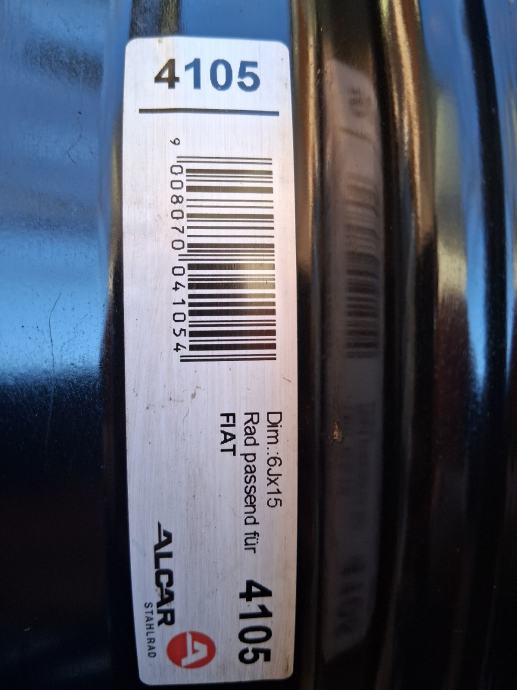 4105
9 008070 041054
Dim.:6Jx15
Rad passend für
FIAT
4105
ALCAR
STAHLRAD